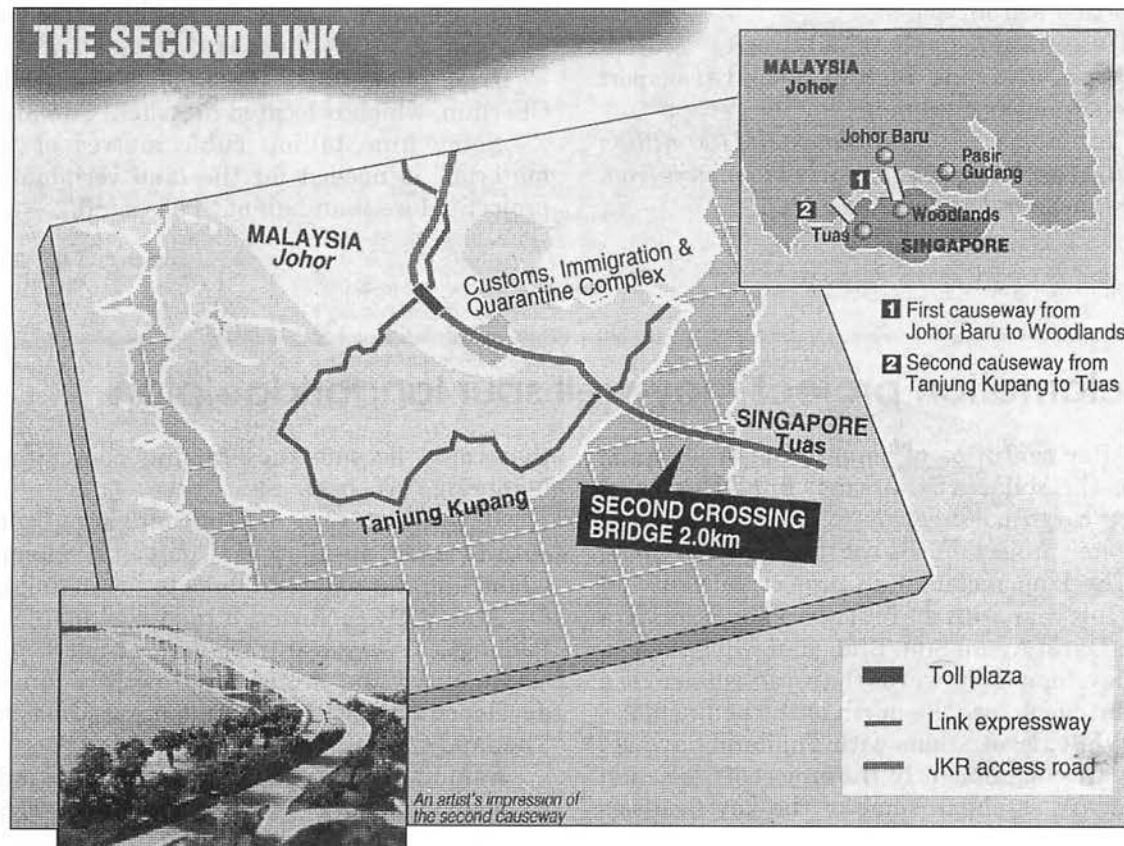 THE SECOND LINK
MALAYSIA
Johor
Johor Baru
Pasir
Gudang
1
Woodlands
2
Tuas
SINGAPORE
MALAYSIA
Johor
Customs, Immigration &
Quarantine Complex
1 First causeway from
Johor Baru to Woodlands
2 Second causeway from
Tanjung Kupang to Tuas
SINGAPORE
Tuas
Tanjung Kupang
SECOND CROSSING
BRIDGE 2.0km
Toll plaza
Link expressway
JKR access road
An artist's impression of
the second causeway